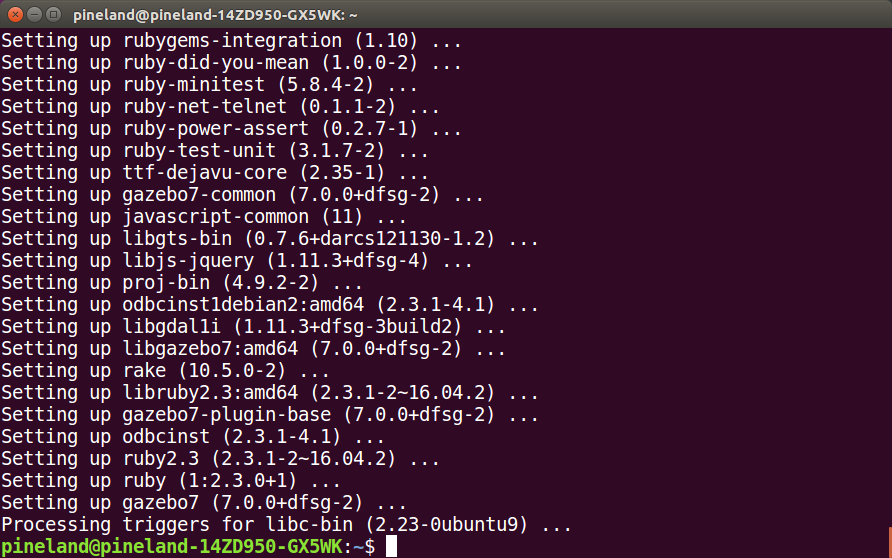 pineland@pineland-14ZD950-GX5WK: ~
Setting up rubygems-integration (1.10) ...
Setting up ruby-did-you-mean (1.0.0-2) ...
Setting up ruby-minitest (5.8.4-2) ...
Setting up ruby-net-telnet (0.1.1-2) ...
Setting up ruby-power-assert (0.2.7-1) ...
Setting up ruby-test-unit (3.1.7-2) ...
Setting up ttf-dejavu-core (2.35-1) ...
Setting up gazebo7-common (7.0.0+dfsg-2) ...
Setting up javascript-common (11) ...
Setting up libgts-bin (0.7.6+darcs121130-1.2) ...
Setting up libjs-jquery (1.11.3+dfsg-4) ...
Setting up proj-bin (4.9.2-2) ...
Setting up odbcinst1debian2:amd64 (2.3.1-4.1) ...
Setting up libgdal1i (1.11.3+dfsg-3build2) ...
Setting up libgazebo7:amd64 (7.0.0+dfsg-2) ...
Setting up rake (10.5.0-2) ...
Setting up libruby2.3:amd64 (2.3.1-2~16.04.2) ...
Setting up gazebo7-plugin-base (7.0.0+dfsg-2) ...
Setting up odbcinst (2.3.1-4.1) ...
Setting up ruby2.3 (2.3.1-2~16.04.2) ...
Setting up ruby (1:2.3.0+1) ...
Setting up gazebo7 (7.0.0+dfsg-2) ...
Processing triggers for libc-bin (2.23-0ubuntu9) ...
pineland@pineland-14ZD950-GX5WK:~$